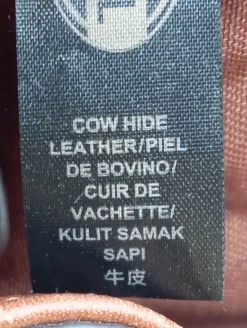 COW HIDE
LEATHER/PIEL
DE BOVINO/
CUIR DE
VACHETTE/
KULIT SAMAK
SAPI
牛皮